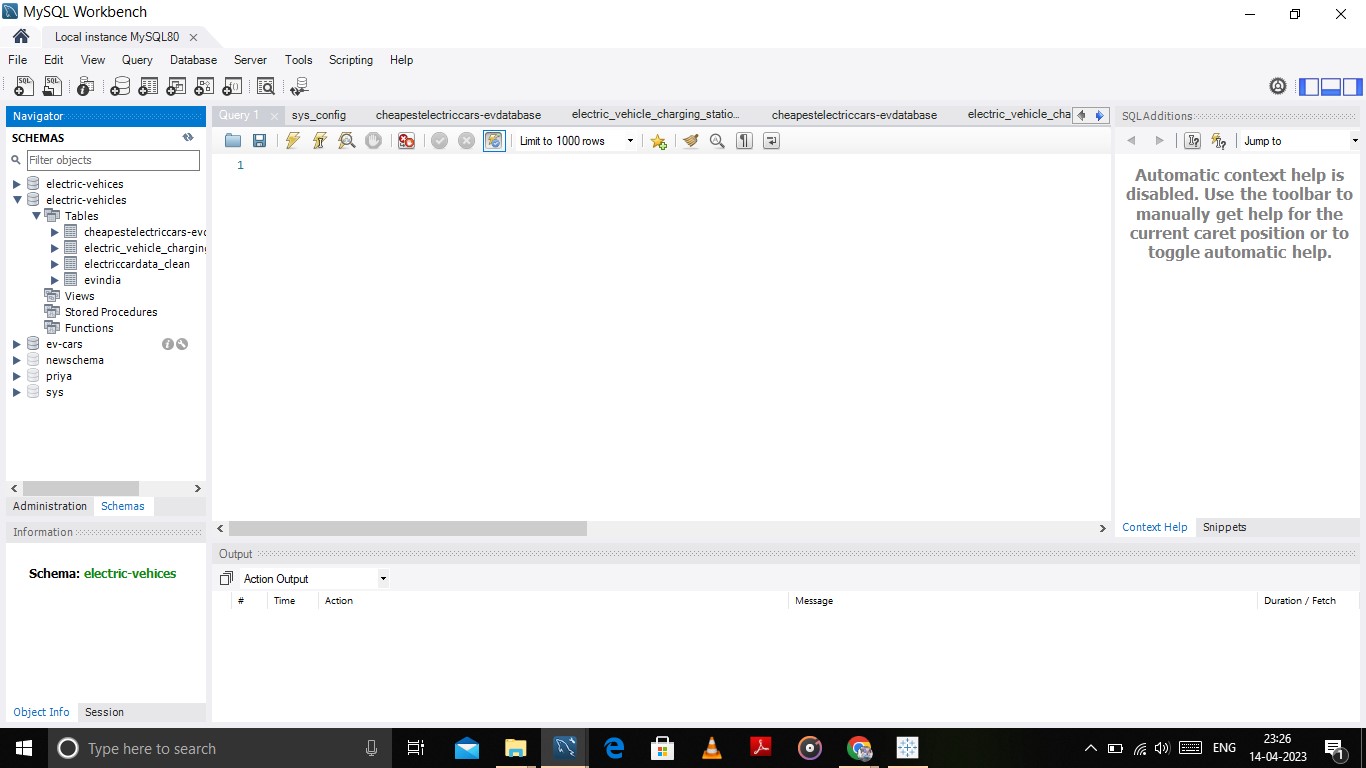 MySQL Workbench
Local instance MySQL80
File Edit View Query Database Server Tools Scripting Help
Navigator
SCHEMAS
Filter objects
electric-vehices
electric-vehicles
Tables
cheapestelectriccars-evc
electric_vehicle_charging
electriccardata_clean
evindia
Views
Stored Procedures
Functions
ev-cars
newschema
priya
sys
Administration Schemas
Information
Schema: electric-vehices
Object Info Session
Query 1 sys_config cheapestelectriccars-evdatabase electric_vehicle_charging_statio... cheapestelectriccars-evdatabase electric_vehicle_cha
Limit to 1000 rows
1
SQLAdditions
Jump to
Automatic context help is
disabled. Use the toolbar to
manually get help for the
current caret position or to
toggle automatic help.
Context Help Snippets
Output
Action Output
# Time Action Message Duration / Fetch
Type here to search
ENG
23:26
14-04-2023
1